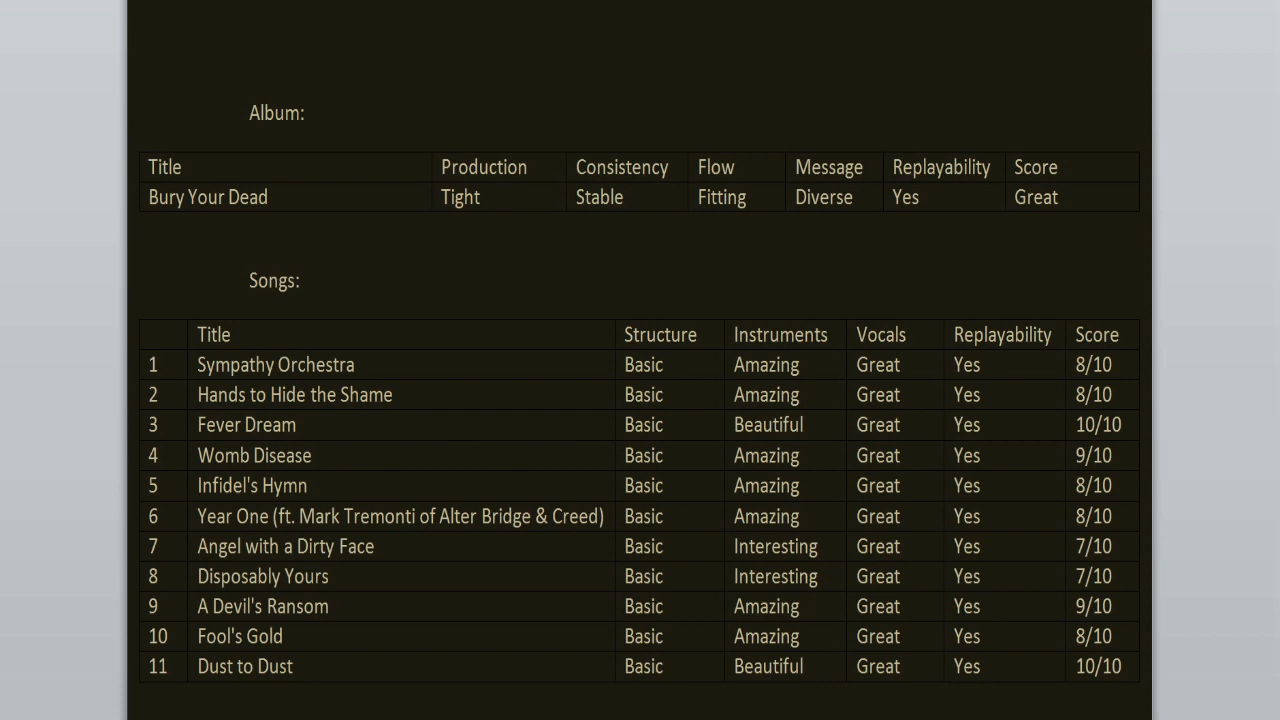 Album:
Title Production Consistency Flow Message Replayability Score
Bury Your Dead Tight Stable Fitting Diverse Yes Great
Songs:
Title Structure Instruments Vocals Replayability Score
1 Sympathy Orchestra Basic Amazing Great Yes 8/10
2 Hands to Hide the Shame Basic Amazing Great Yes 8/10
3 Fever Dream Basic Beautiful Great Yes 10/10
4 Womb Disease Basic Amazing Great Yes 9/10
5 Infidel's Hymn Basic Amazing Great Yes 8/10
6 Year One (ft. Mark Tremonti of Alter Bridge & Creed) Basic Amazing Great Yes 8/10
7 Angel with a Dirty Face Basic Interesting Great Yes 7/10
8 Disposably Yours Basic Interesting Great Yes 7/10
9 A Devil's Ransom Basic Amazing Great Yes 9/10
10 Fool's Gold Basic Amazing Great Yes 8/10
11 Dust to Dust Basic Beautiful Great Yes 10/10